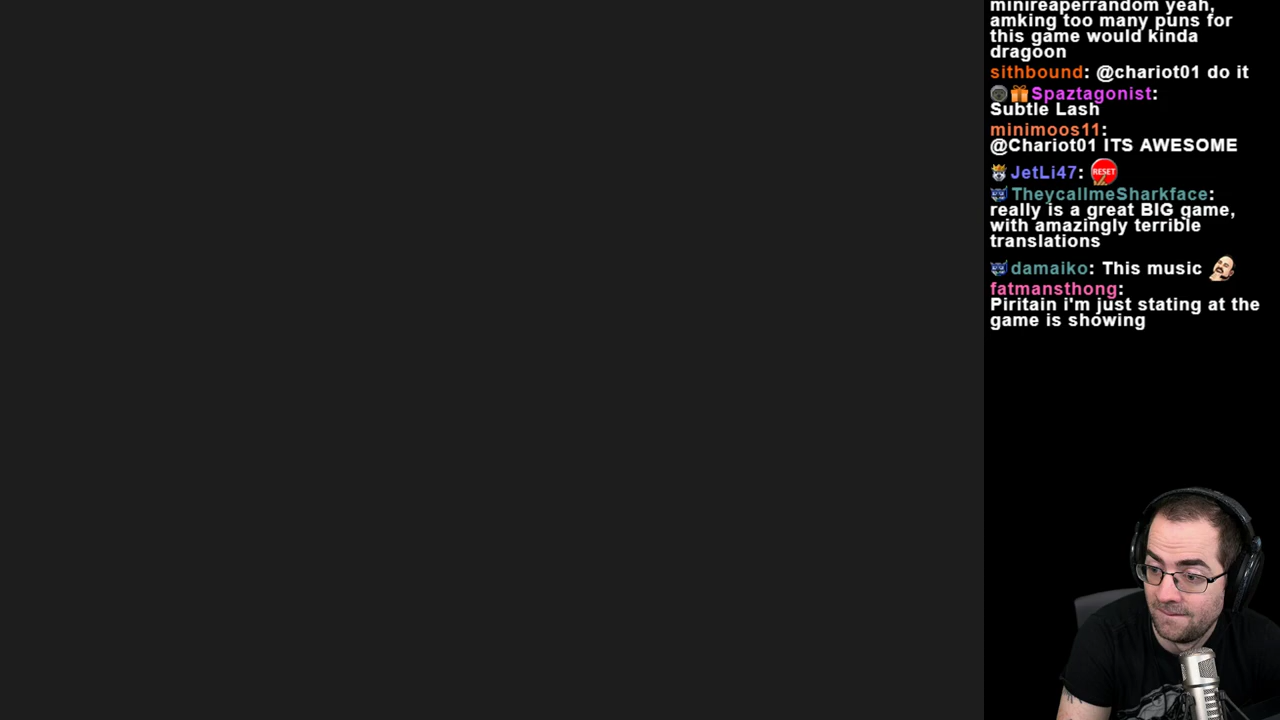 minireaperrandom yeah,
amking too many puns for
this game would kinda
dragoon
sithbound: @chariot01 do it
Spaztagonist:
Subtle Lash
minimoos11:
@Chariot01 ITS AWESOME
JetLi47: RESET
TheycallmeSharkface:
really is a great BIG game,
with amazingly terrible
translations
damaiko: This music
fatmansthong:
Piritain i'm just stating at the
game is showing